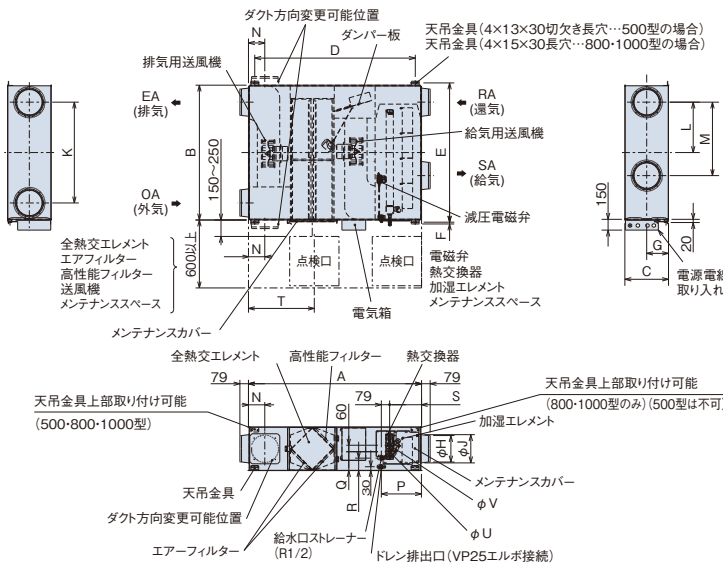 ダクト方向変更可能位置
天吊金具(4×13×30切欠き長穴…500型の場合)
天吊金具(4×15×30長穴…800・1000型の場合)
N
D
ダンパー板
排気用送風機
EA
(排気)
RA
(還気)
給気用送風機
K
B
E
L
M
SA
(給気)
OA
(外気)
150~250
150
減圧電磁弁
F
N
G
20
C
600以上
全熱交エレメント
エアフィルター
高性能フィルター
送風機
メンテナンススペース
点検口
点検口
電磁弁
熱交換器
加湿エレメント
メンテナンススペース
T
電源電線
取り入れ
メンテナンスカバー
電気箱
全熱交エレメント
高性能フィルター
熱交換器
79
A
79
天吊金具上部取り付け可能
(500・800・1000型)
N
60
79
S
天吊金具上部取り付け可能
(800・1000型のみ)(500型は不可)
加湿エレメント
φH
φJ
天吊金具
Q
R
30
P
メンテナンスカバー
φV
ダクト方向変更可能位置
φU
エアーフィルター
給水口ストレーナー
(R1/2)
ドレン排出口(VP25エルボ接続)